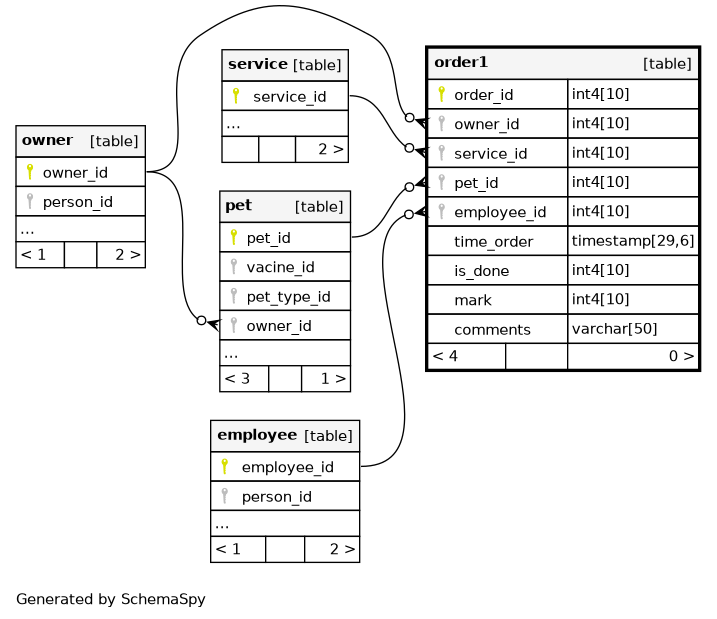 owner [table]
owner_id
person_id
...
< 1 2 >
service [table]
service_id
...
2 >
pet [table]
pet_id
vacine_id
pet_type_id
owner_id
...
< 3 1 >
employee [table]
employee_id
person_id
...
< 1 2 >
order1 [table]
order_id int4[10]
owner_id int4[10]
service_id int4[10]
pet_id int4[10]
employee_id int4[10]
time_order timestamp[29,6]
is_done int4[10]
mark int4[10]
comments varchar[50]
< 4 0 >
Generated by SchemaSpy